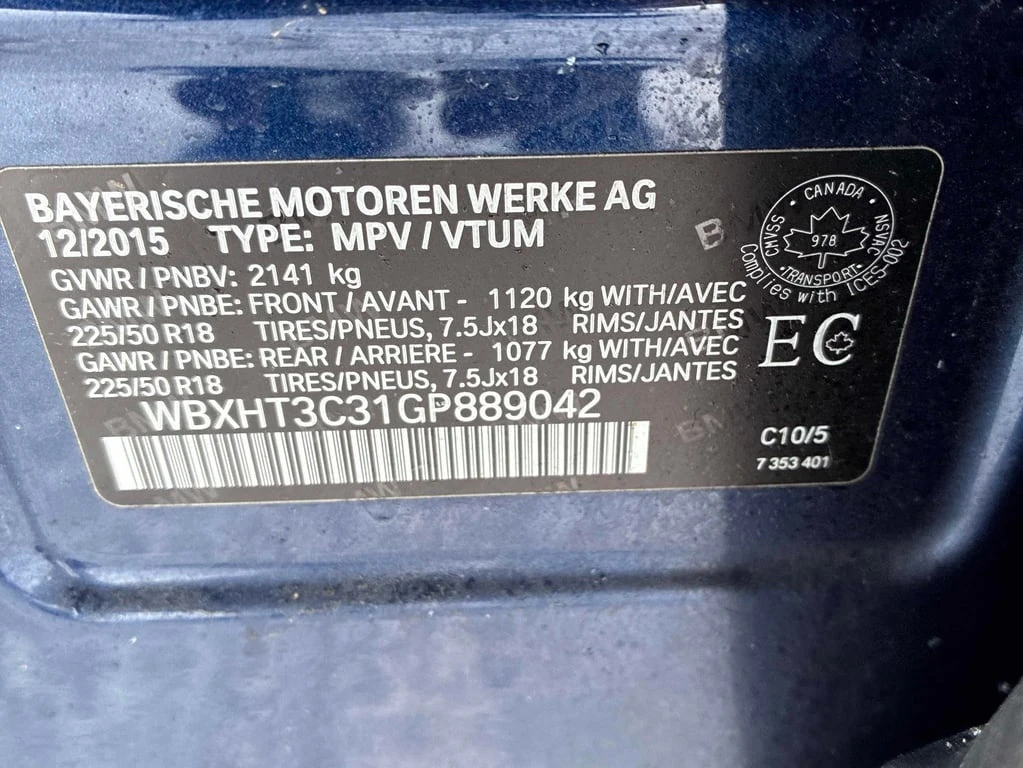 BAYERISCHE MOTOREN WERKE AG
12/2015 TYPE: MPV / VTUM
GVWR / PNBV: 2141 kg
GAWR / PNBE: FRONT / AVANT - 1120 kg WITH/AVEC
225/50 R18 TIRES/PNEUS, 7.5Jx18 RIMS/JANTES
GAWR / PNBE: REAR / ARRIERE - 1077 kg WITH/AVEC
225/50 R18 TIRES/PNEUS, 7.5Jx18 RIMS/JANTES
WBXHT3C31GP889042
CANADA
CMVSS · NSVAC
978
TRANSPORT
Complies with ICES-002
EC
C10/5
7 353 401